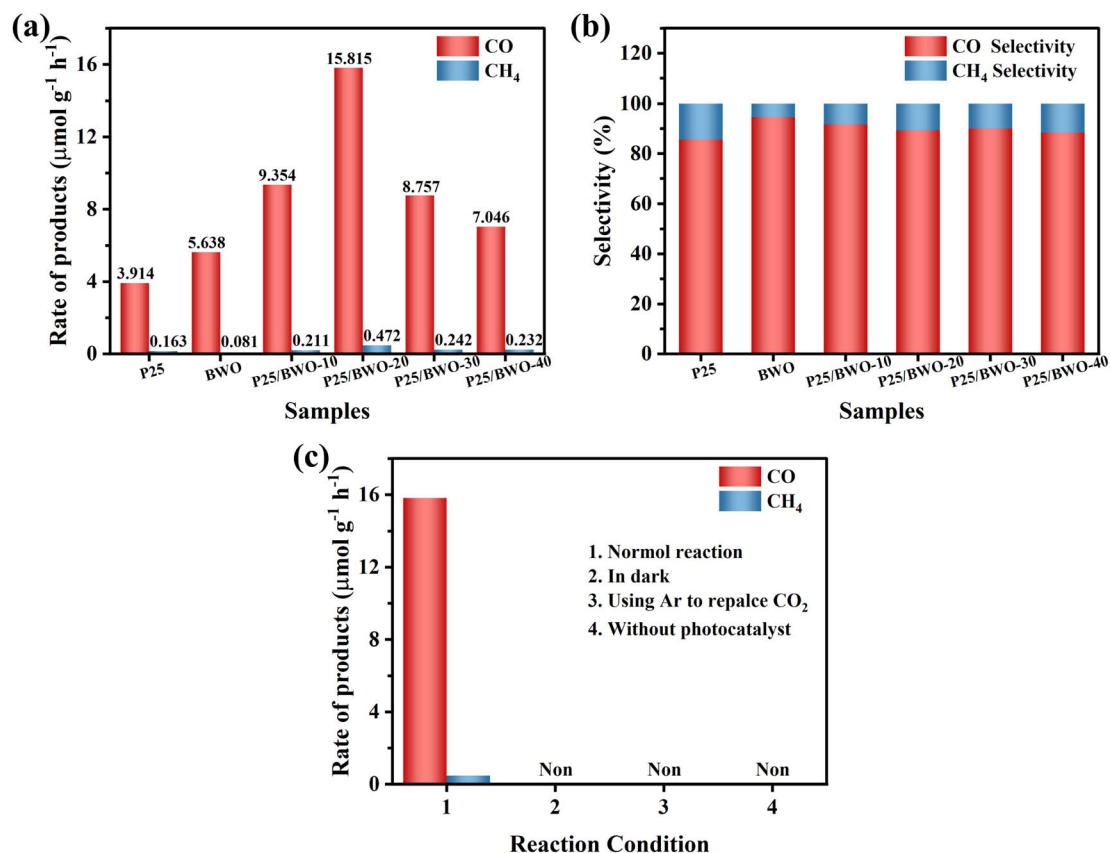 (a)
Rate of products (μmol g⁻¹ h⁻¹)
16
12
8
4
0
CO
CH₄
3.914
0.163
5.638
0.081
9.354
0.211
15.815
0.472
8.757
0.242
7.046
0.232
P25
BWO
P25/BWO-10
P25/BWO-20
P25/BWO-30
P25/BWO-40
Samples
(b)
Selectivity (%)
120
100
80
60
40
20
0
CO Selectivity
CH₄ Selectivity
P25
BWO
P25/BWO-10
P25/BWO-20
P25/BWO-30
P25/BWO-40
Samples
(c)
Rate of products (μmol g⁻¹ h⁻¹)
16
12
8
4
0
CO
CH₄
1. Normol reaction
2. In dark
3. Using Ar to repalce CO₂
4. Without photocatalyst
Non
Non
Non
1
2
3
4
Reaction Condition